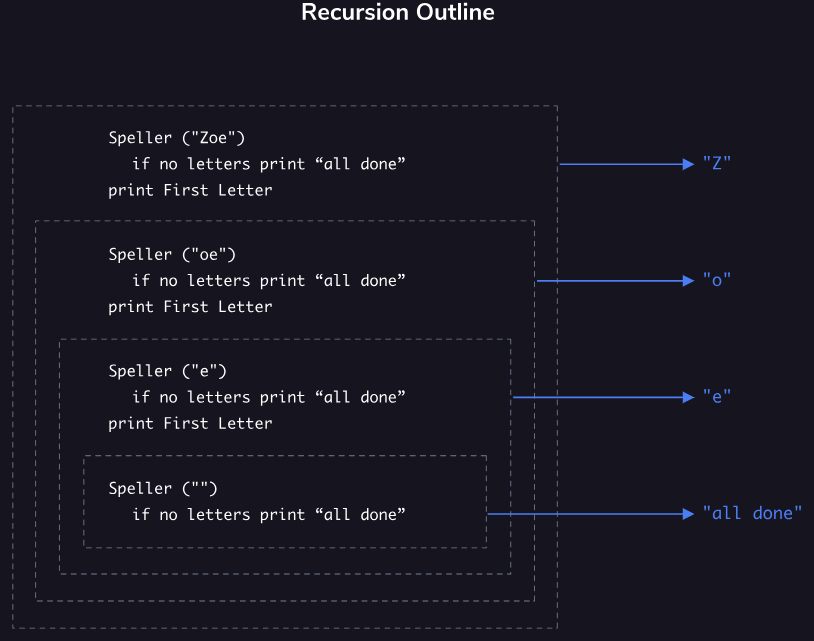 Recursion Outline
Speller ("Zoe")
if no letters print “all done”
print First Letter
"Z"
Speller ("oe")
if no letters print “all done”
print First Letter
"o"
Speller ("e")
if no letters print “all done”
print First Letter
"e"
Speller ("")
if no letters print “all done”
"all done"